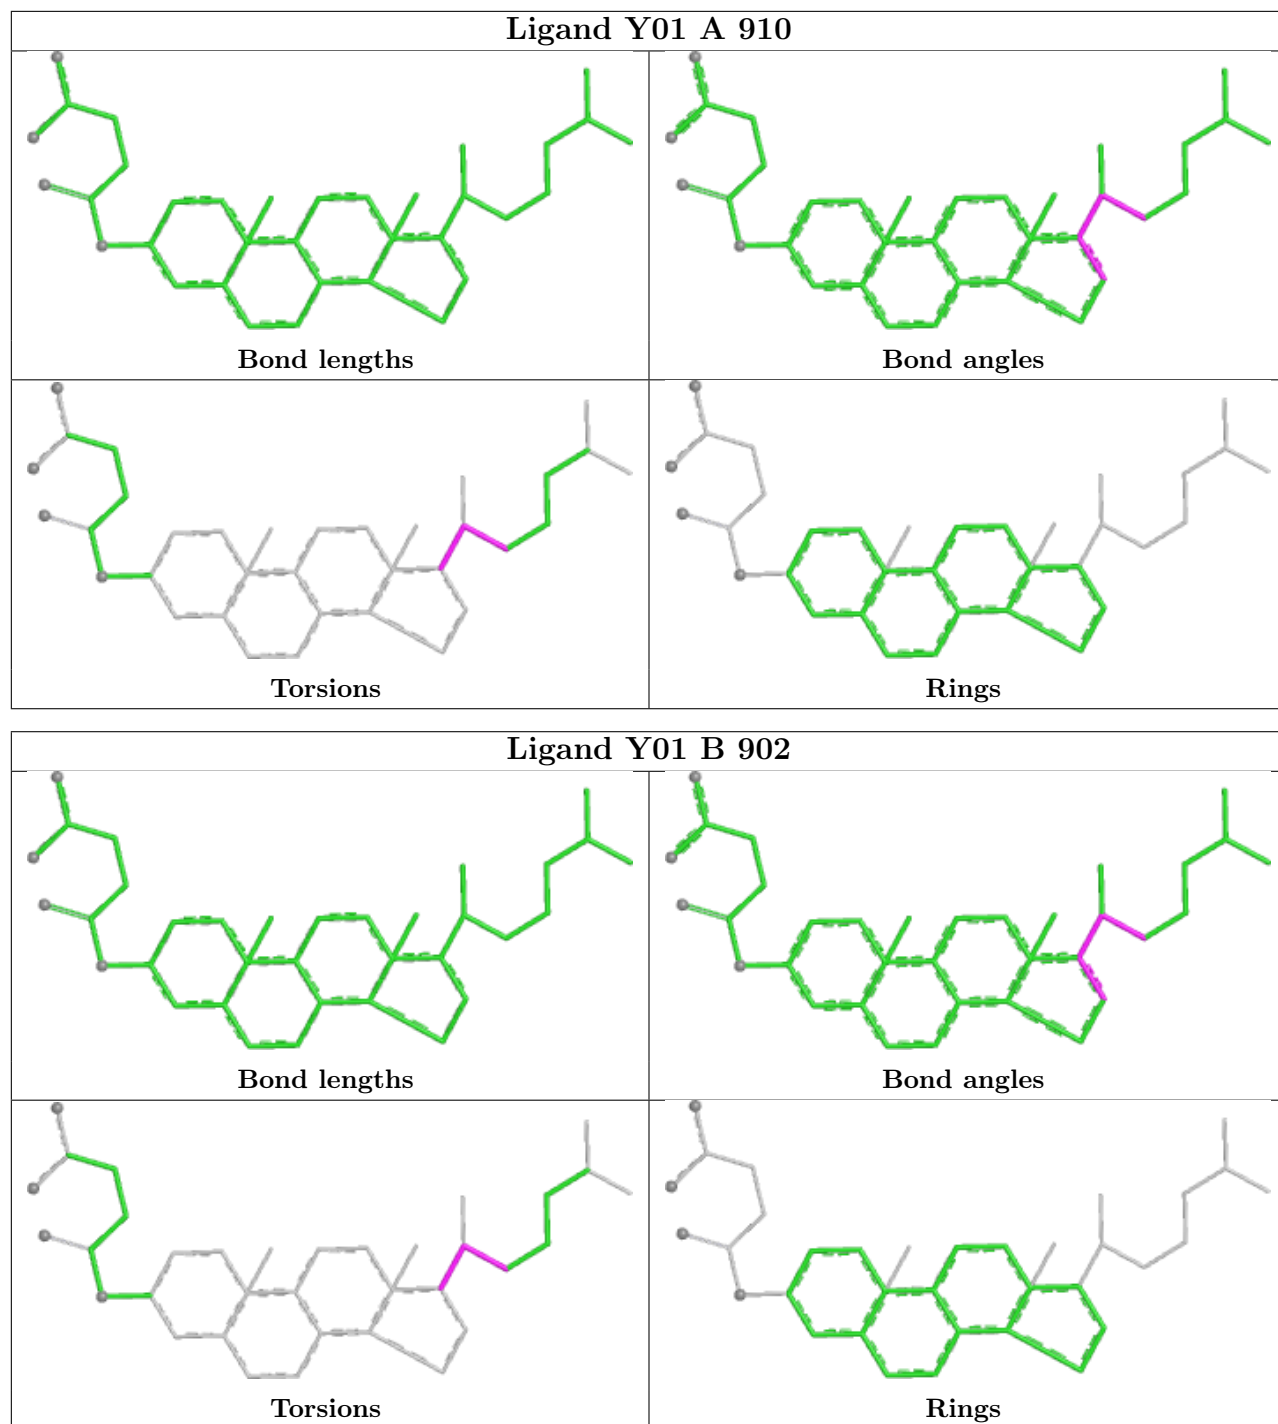 Ligand Y01 A 910
Bond lengths
Bond angles
Torsions
Rings
Ligand Y01 B 902
Bond lengths
Bond angles
Torsions
Rings